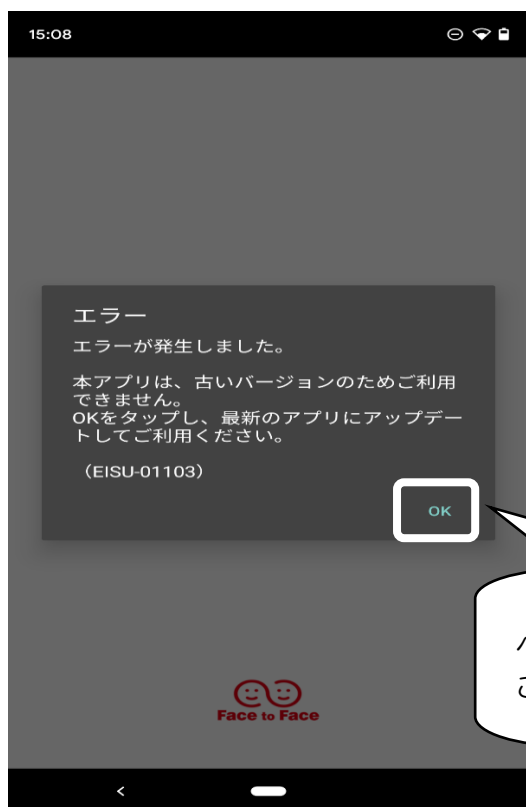 15:08
エラー
エラーが発生しました。
本アプリは、古いバージョンのためご利用
できません。
OKをタップし、最新のアプリにアップデー
トしてご利用ください。
（EISU-01103）
OK
Face to Face